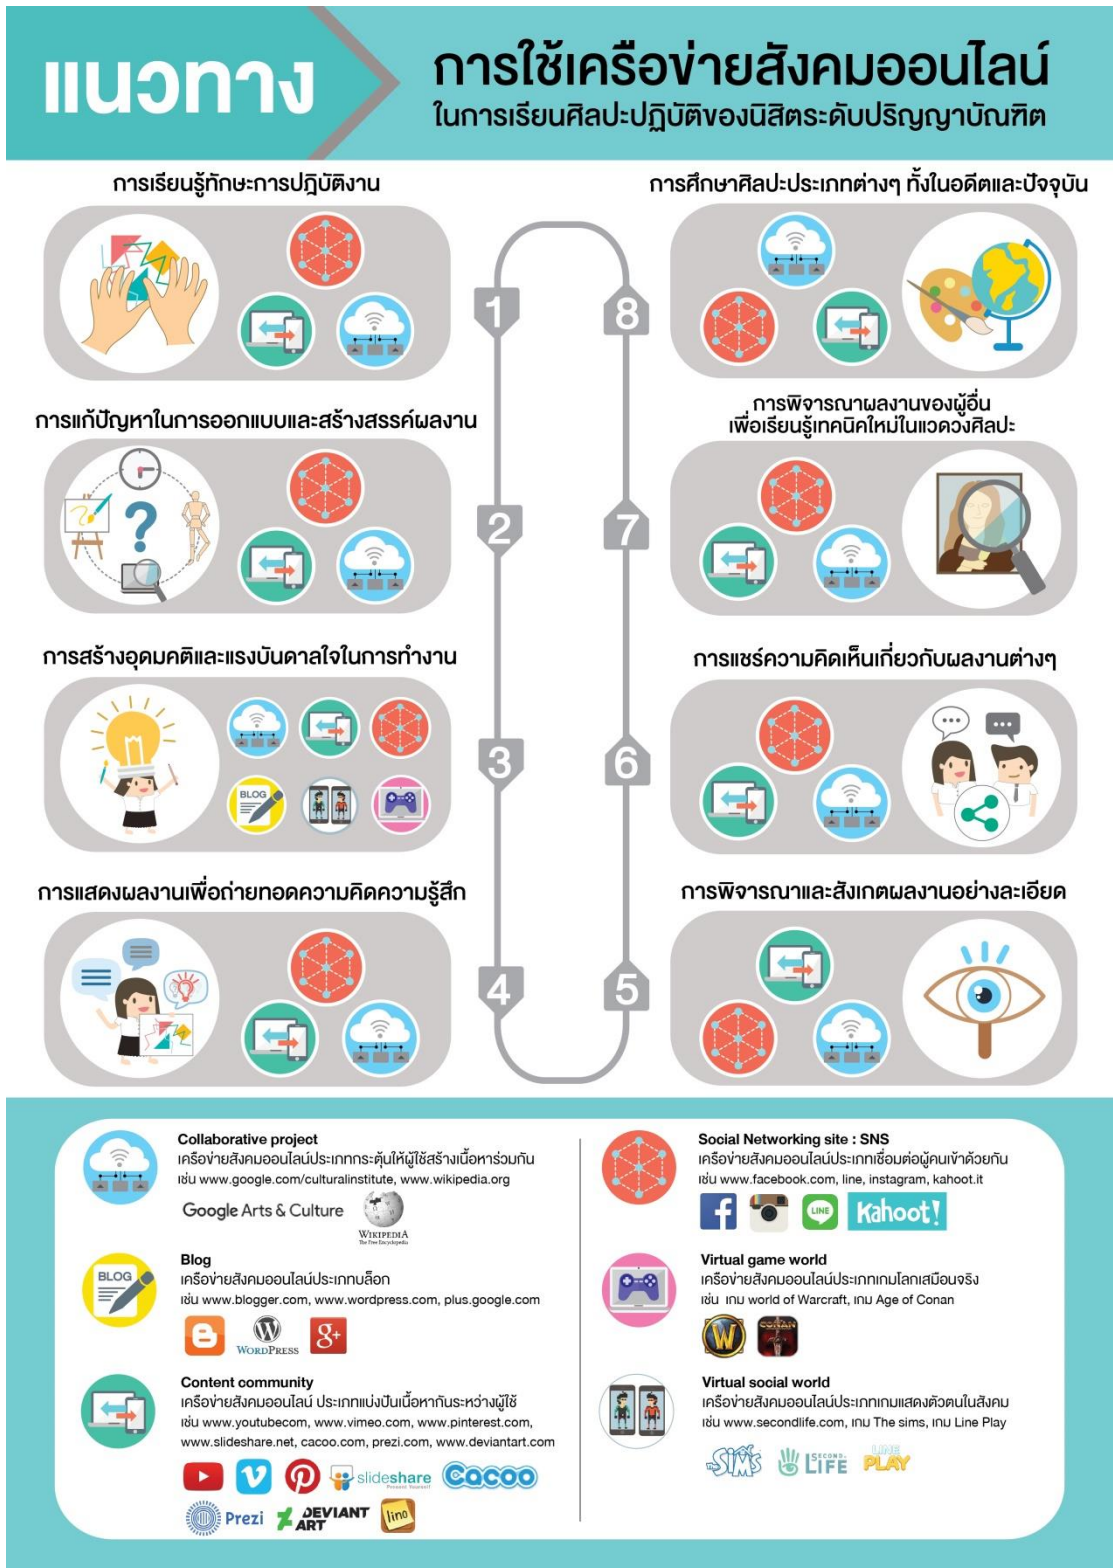 แนวทาง
การใช้เครือข่ายสังคมออนไลน์
ในการเรียนศิลปะปฏิบัติของนิสิตระดับปริญญาบัณฑิต
การเรียนรู้ทักษะการปฎิบัติงาน
1
การแก้ปัญหาในการออกแบบและสร้างสรรค์ผลงาน
?
2
การสร้างอุดมคติและแรงบันดาลใจในการทำงาน
BLOG
3
การแสดงผลงานเพื่อถ่ายทอดความคิดความรู้สึก
4
การพิจารณาและสังเกตผลงานอย่างละเอียด
5
การแชร์ความคิดเห็นเกี่ยวกับผลงานต่างๆ
6
การพิจารณาผลงานของผู้อื่น
เพื่อเรียนรู้เทคนิคใหม่ในแวดวงศิลปะ
7
การศึกษาศิลปะประเภทต่างๆ ทั้งในอดีตและปัจจุบัน
8
Collaborative project
เครือข่ายสังคมออนไลน์ประเภทกระตุ้นให้ผู้ใช้สร้างเนื้อหาร่วมกัน
เช่น www.google.com/culturalinstitute, www.wikipedia.org
Google Arts & Culture
WIKIPEDIA
The Free Encyclopedia
BLOG
Blog
เครือข่ายสังคมออนไลน์ประเภทบล็อก
เช่น www.blogger.com, www.wordpress.com, plus.google.com
WORDPRESS
g+
Content community
เครือข่ายสังคมออนไลน์ ประเภทแบ่งปันเนื้อหากันระหว่างผู้ใช้
เช่น www.youtubecom, www.vimeo.com, www.pinterest.com,
www.slideshare.net, cacoo.com, prezi.com, www.deviantart.com
slideshare
Present Yourself
Cacoo
Prezi
DEVIANT
ART
lino
Social Networking site : SNS
เครือข่ายสังคมออนไลน์ประเภทเชื่อมต่อผู้คนเข้าด้วยกัน
เช่น www.facebook.com, line, instagram, kahoot.it
f
LINE
Kahoot!
Virtual game world
เครือข่ายสังคมออนไลน์ประเภทเกมโลกเสมือนจริง
เช่น เกม world of Warcraft, เกม Age of Conan
W
CONAN
Virtual social world
เครือข่ายสังคมออนไลน์ประเภทเกมแสดงตัวตนในสังคม
เช่น www.secondlife.com, เกม The sims, เกม Line Play
The SIMS
SECOND
LIFE
LINE
PLAY